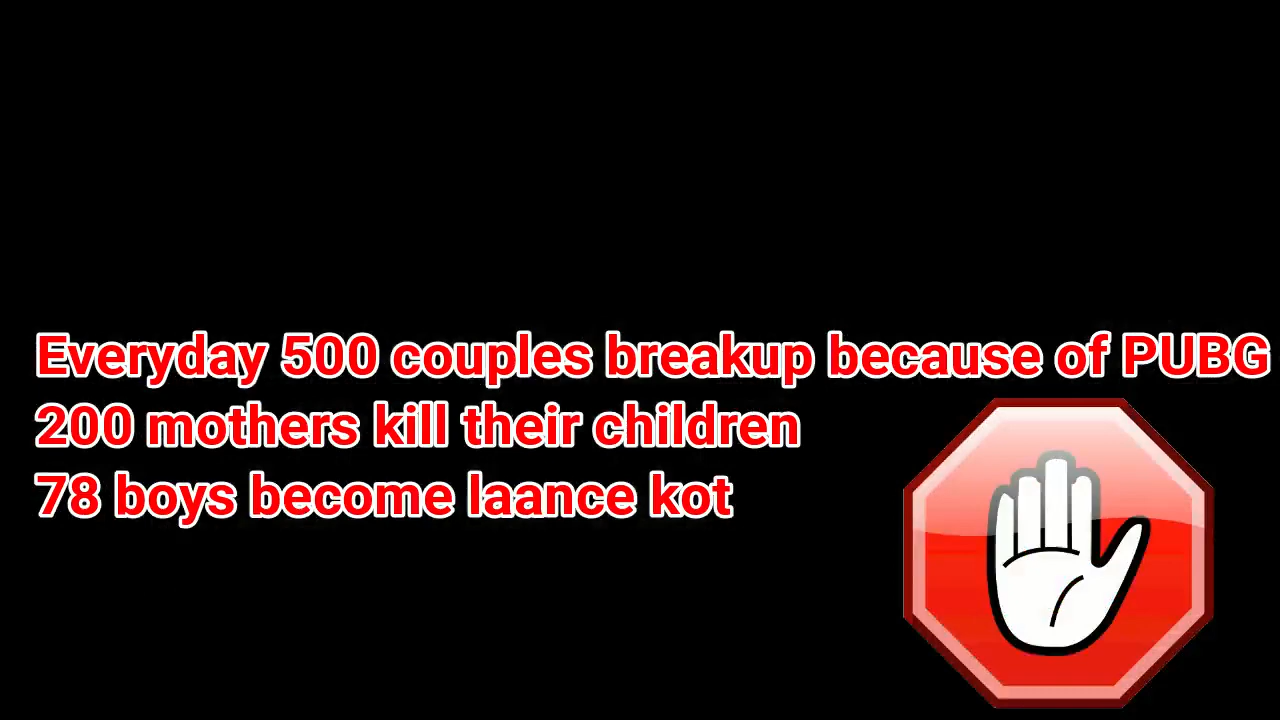 Everyday 500 couples breakup because of PUBG
200 mothers kill their children
78 boys become laance kot